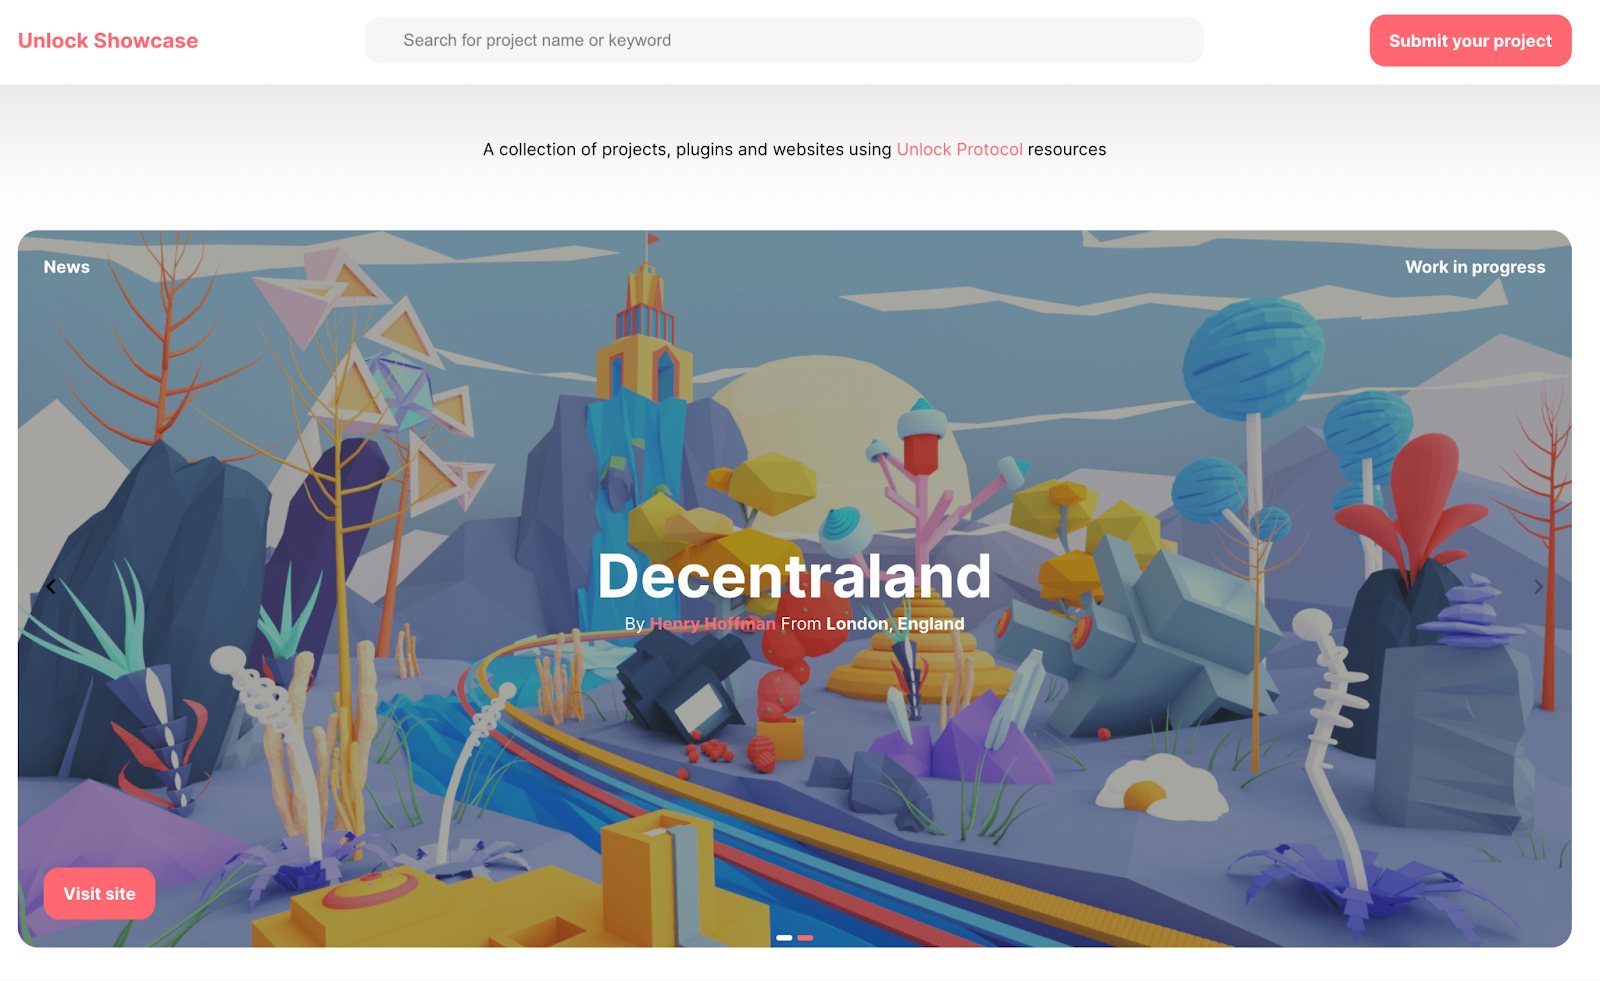 Unlock Showcase
Search for project name or keyword
Submit your project
A collection of projects, plugins and websites using Unlock Protocol resources
News
Work in progress
Decentraland
By Henry Hoffman From London, England
Visit site